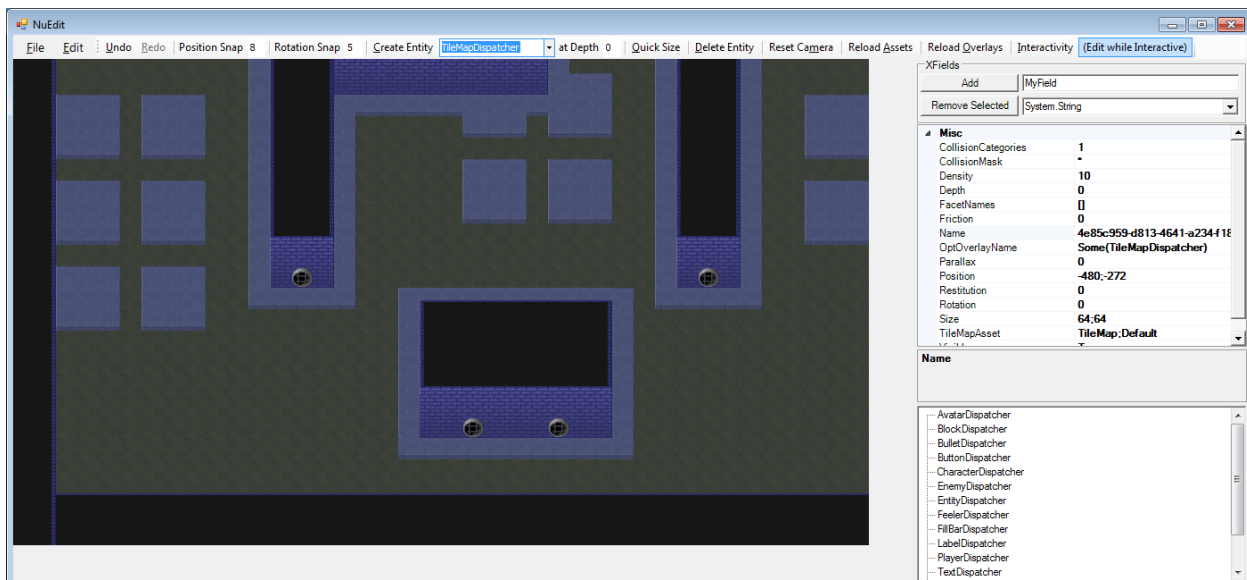 NuEdit
File Edit Undo Redo Position Snap 8 Rotation Snap 5 Create Entity TileMapDispatcher at Depth 0 Quick Size Delete Entity Reset Camera Reload Assets Reload Overlays Interactivity (Edit while Interactive)
XFields
Add MyField
Remove Selected System.String
Misc
CollisionCategories 1
CollisionMask *
Density 10
Depth 0
FacetNames []
Friction 0
Name 4e85c959-d813-4641-a234-f18
OptOverlayName Some(TileMapDispatcher)
Parallax 0
Position -480;-272
Restitution 0
Rotation 0
Size 64;64
TileMapAsset TileMap;Default
Name
AvatarDispatcher
BlockDispatcher
BulletDispatcher
ButtonDispatcher
CharacterDispatcher
EnemyDispatcher
EntityDispatcher
FeelerDispatcher
FillBarDispatcher
LabelDispatcher
PlayerDispatcher
TextDispatcher